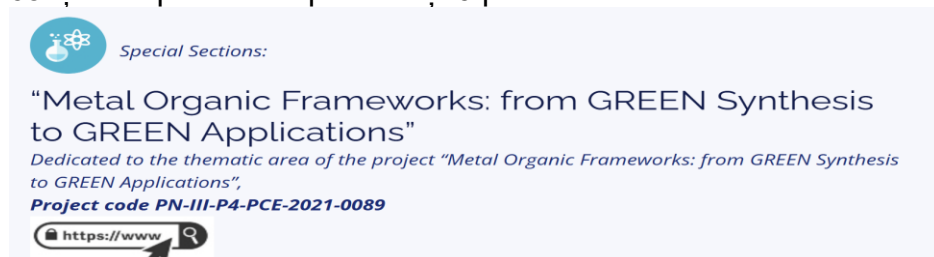 Special Sections:
“Metal Organic Frameworks: from GREEN Synthesis
to GREEN Applications”
Dedicated to the thematic area of the project “Metal Organic Frameworks: from GREEN Synthesis
to GREEN Applications”,
Project code PN-III-P4-PCE-2021-0089
https://www